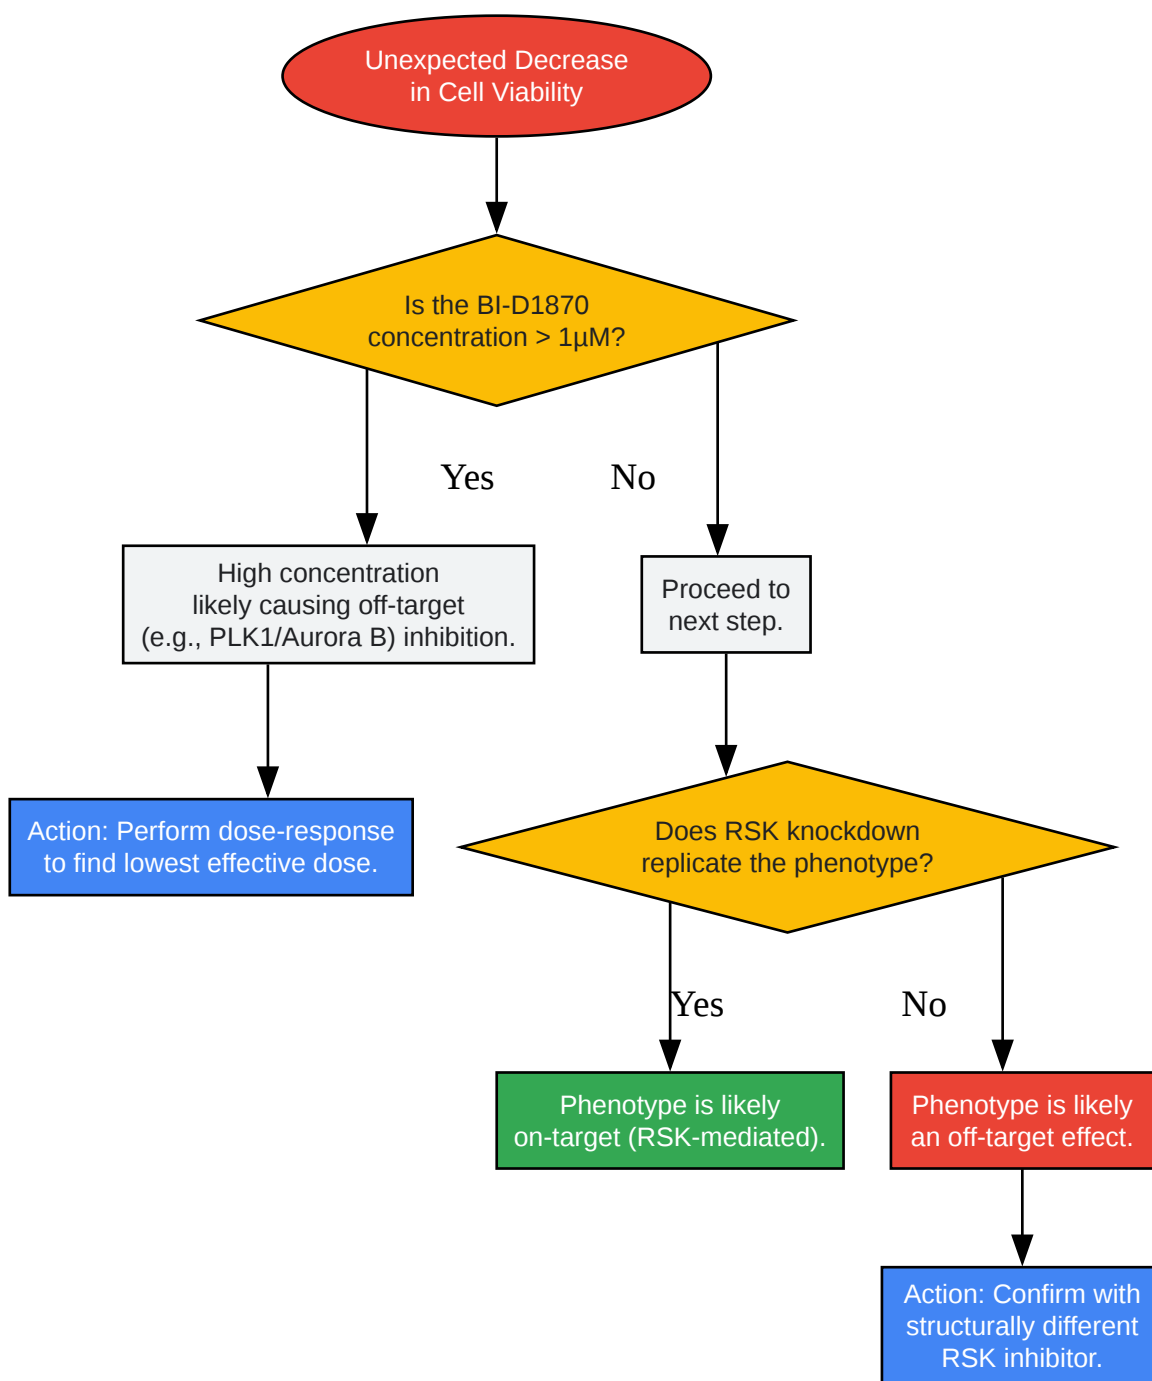 Unexpected Decrease
in Cell Viability
Is the BI-D1870
concentration > 1µM?
Yes
No
High concentration
likely causing off-target
(e.g., PLK1/Aurora B) inhibition.
Proceed to
next step.
Action: Perform dose-response
to find lowest effective dose.
Does RSK knockdown
replicate the phenotype?
Yes
No
Phenotype is likely
on-target (RSK-mediated).
Phenotype is likely
an off-target effect.
Action: Confirm with
structurally different
RSK inhibitor.